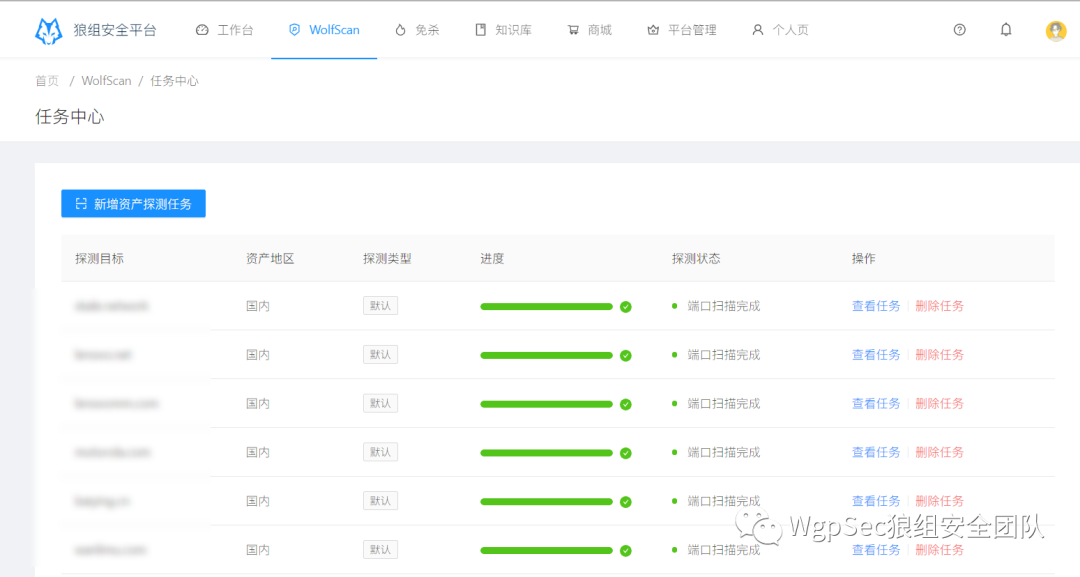 狼组安全平台 工作台 WolfScan 免杀 知识库 商城 平台管理 个人页
首页 / WolfScan / 任务中心
任务中心
新增资产探测任务
探测目标 资产地区 探测类型 进度 探测状态 操作
国内 默认 端口扫描完成 查看任务 删除任务
国内 默认 端口扫描完成 查看任务 删除任务
国内 默认 端口扫描完成 查看任务 删除任务
国内 默认 端口扫描完成 查看任务 删除任务
国内 默认 端口扫描完成 查看任务 删除任务
WgpSec狼组安全团队
国内 默认 端口扫描完成 查看任务 删除任务